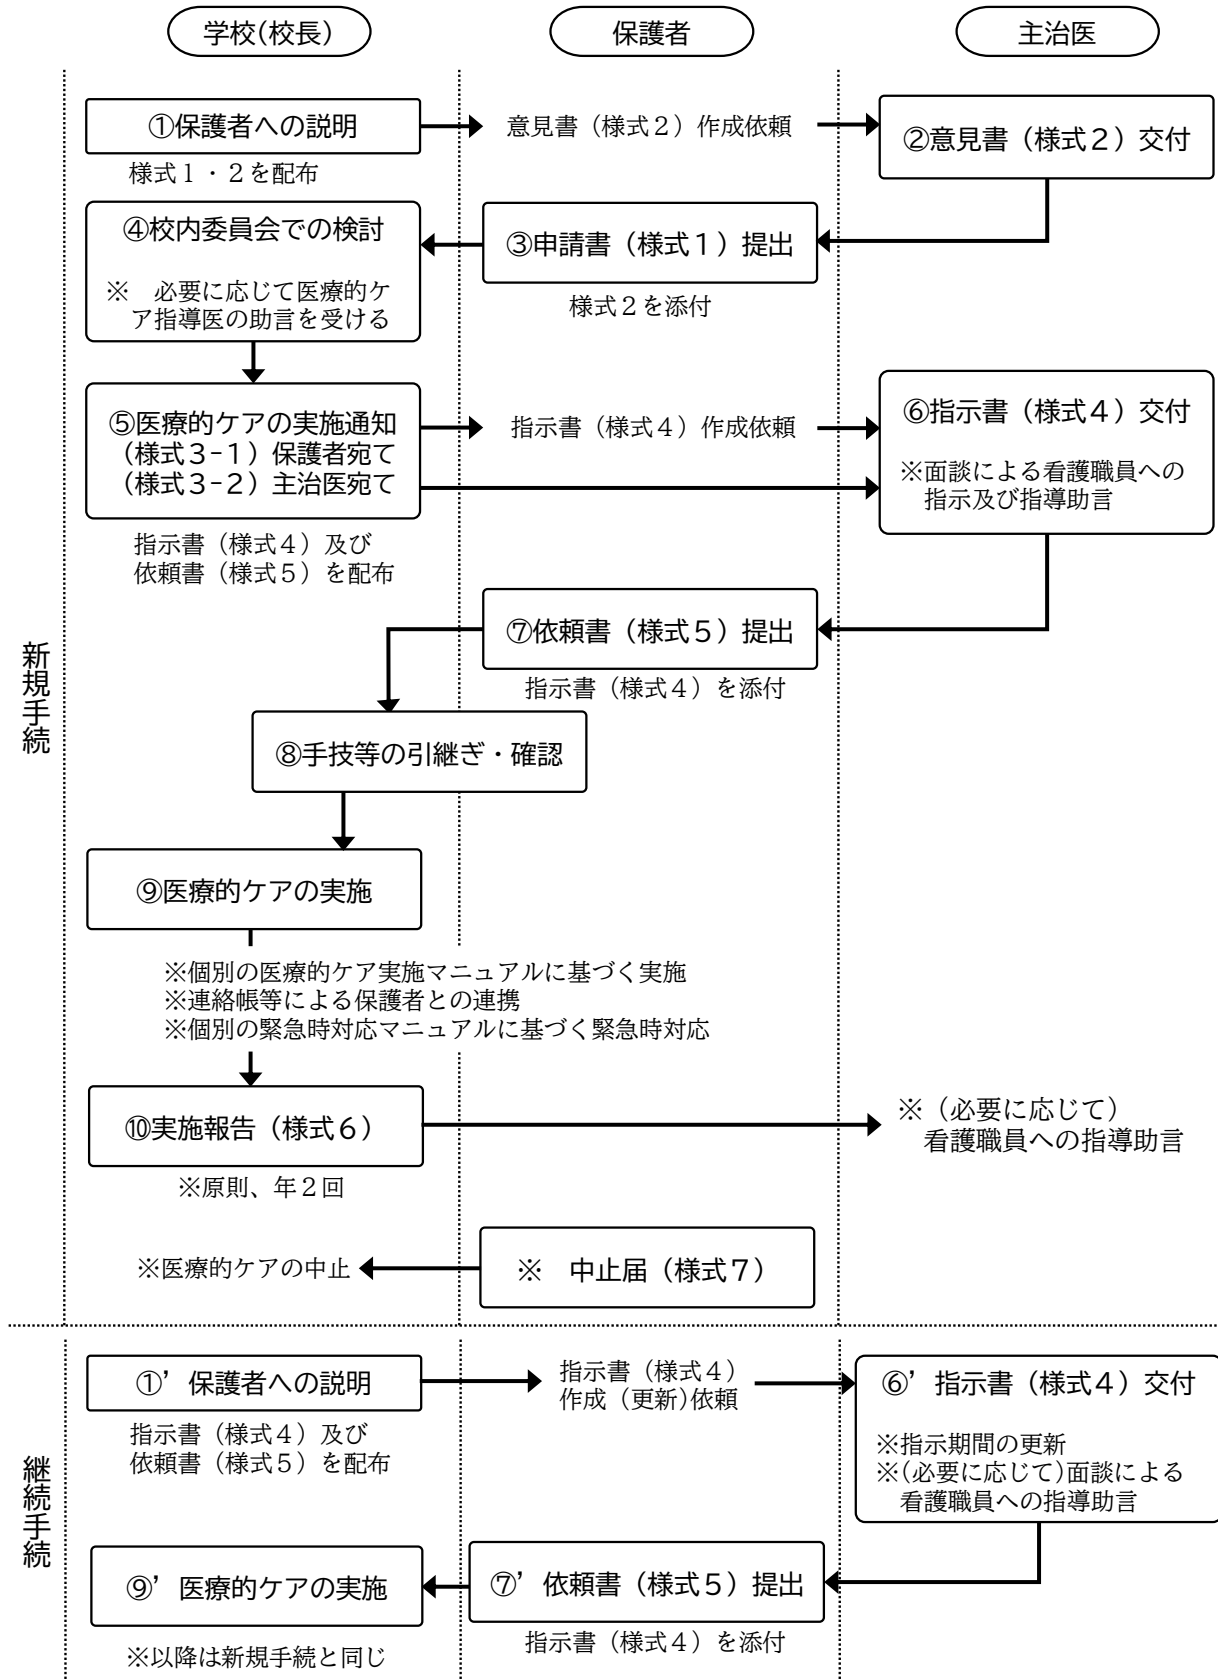 学校(校長)
保護者
主治医
新規手続
①保護者への説明
様式１・２を配布
意見書（様式２）作成依頼
②意見書（様式２）交付
③申請書（様式１）提出
様式２を添付
④校内委員会での検討
※　必要に応じて医療的ケ
ア指導医の助言を受ける
⑤医療的ケアの実施通知
（様式３-１）保護者宛て
（様式３-２）主治医宛て
指示書（様式４）及び
依頼書（様式５）を配布
指示書（様式４）作成依頼
⑥指示書（様式４）交付
※面談による看護職員への
指示及び指導助言
⑦依頼書（様式５）提出
指示書（様式４）を添付
⑧手技等の引継ぎ・確認
⑨医療的ケアの実施
※個別の医療的ケア実施マニュアルに基づく実施
※連絡帳等による保護者との連携
※個別の緊急時対応マニュアルに基づく緊急時対応
⑩実施報告（様式６）
※原則、年２回
※（必要に応じて）
看護職員への指導助言
※　中止届（様式７）
※医療的ケアの中止
継続手続
①’保護者への説明
指示書（様式４）及び
依頼書（様式５）を配布
指示書（様式４）
作成（更新)依頼
⑥’指示書（様式４）交付
※指示期間の更新
※(必要に応じて)面談による
看護職員への指導助言
⑦’依頼書（様式５）提出
指示書（様式４）を添付
⑨’医療的ケアの実施
※以降は新規手続と同じ